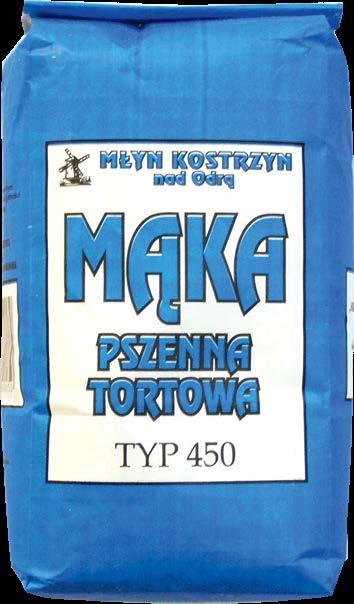 MŁYN KOSTRZYN
nad Odrą
MĄKA
PSZENNA
TORTOWA
TYP 450